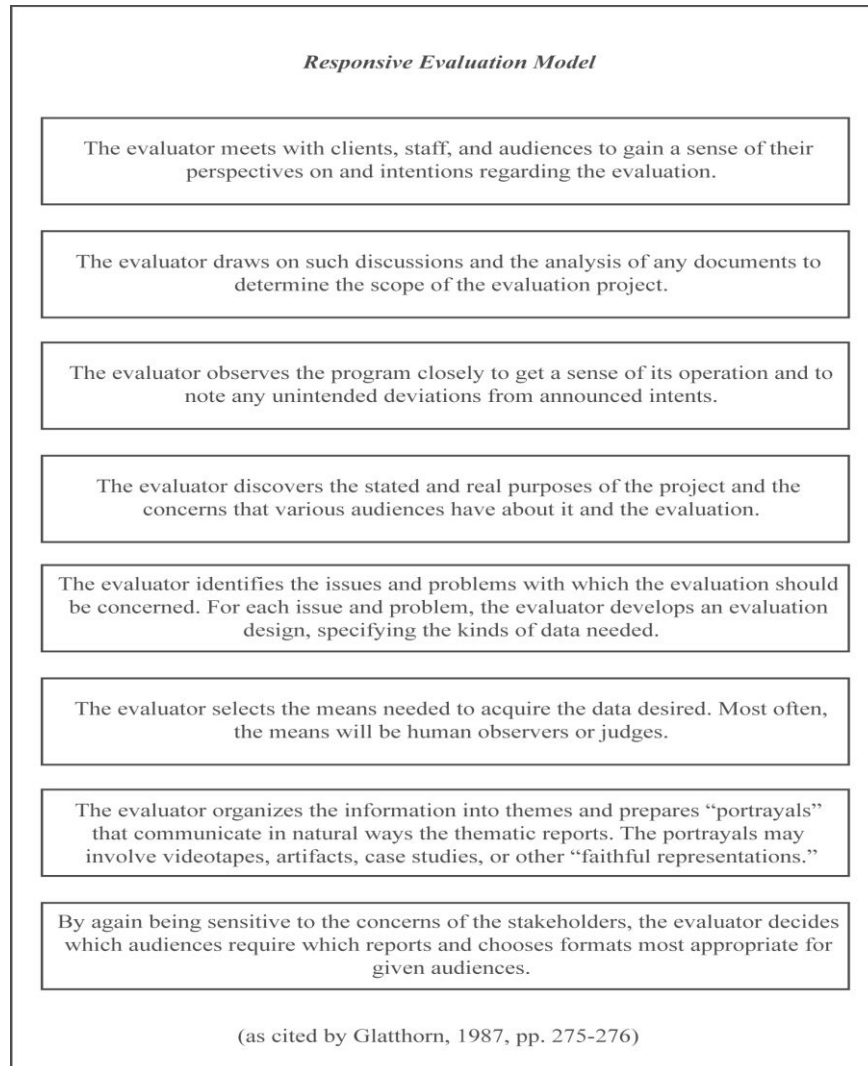 Responsive Evaluation Model
The evaluator meets with clients, staff, and audiences to gain a sense of their
perspectives on and intentions regarding the evaluation.
The evaluator draws on such discussions and the analysis of any documents to
determine the scope of the evaluation project.
The evaluator observes the program closely to get a sense of its operation and to
note any unintended deviations from announced intents.
The evaluator discovers the stated and real purposes of the project and the
concerns that various audiences have about it and the evaluation.
The evaluator identifies the issues and problems with which the evaluation should
be concerned. For each issue and problem, the evaluator develops an evaluation
design, specifying the kinds of data needed.
The evaluator selects the means needed to acquire the data desired. Most often,
the means will be human observers or judges.
The evaluator organizes the information into themes and prepares “portrayals”
that communicate in natural ways the thematic reports. The portrayals may
involve videotapes, artifacts, case studies, or other “faithful representations.”
By again being sensitive to the concerns of the stakeholders, the evaluator decides
which audiences require which reports and chooses formats most appropriate for
given audiences.
(as cited by Glatthorn, 1987, pp. 275-276)